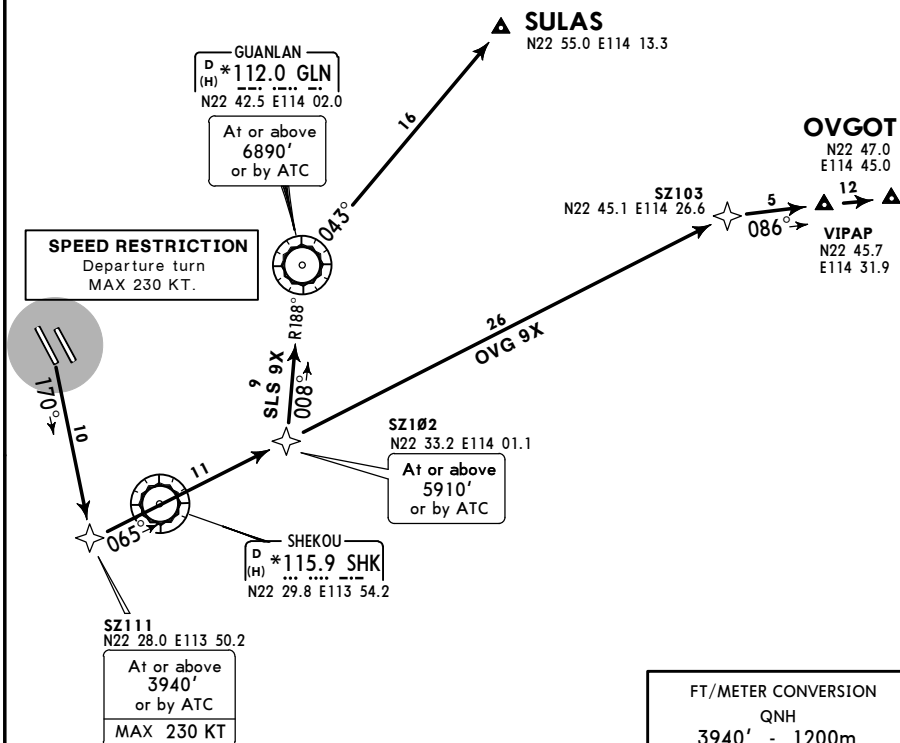 SULAS
N22 55.0 E114 13.3
GUANLAN
D
(H)
*112.0 GLN
N22 42.5 E114 02.0
At or above
6890'
or by ATC
16
043°
OVGOT
N22 47.0
E114 45.0
SZ103
N22 45.1 E114 26.6
5
12
086°
VIPAP
N22 45.7
E114 31.9
SPEED RESTRICTION
Departure turn
MAX 230 KT.
R188°
9
SLS 9X
008°
26
OVG 9X
170°
10
SZ102
N22 33.2 E114 01.1
At or above
5910'
or by ATC
11
065°
SHEKOU
D
(H)
*115.9 SHK
N22 29.8 E113 54.2
SZ111
N22 28.0 E113 50.2
At or above
3940'
or by ATC
MAX 230 KT
FT/METER CONVERSION
QNH
3940' - 1200m